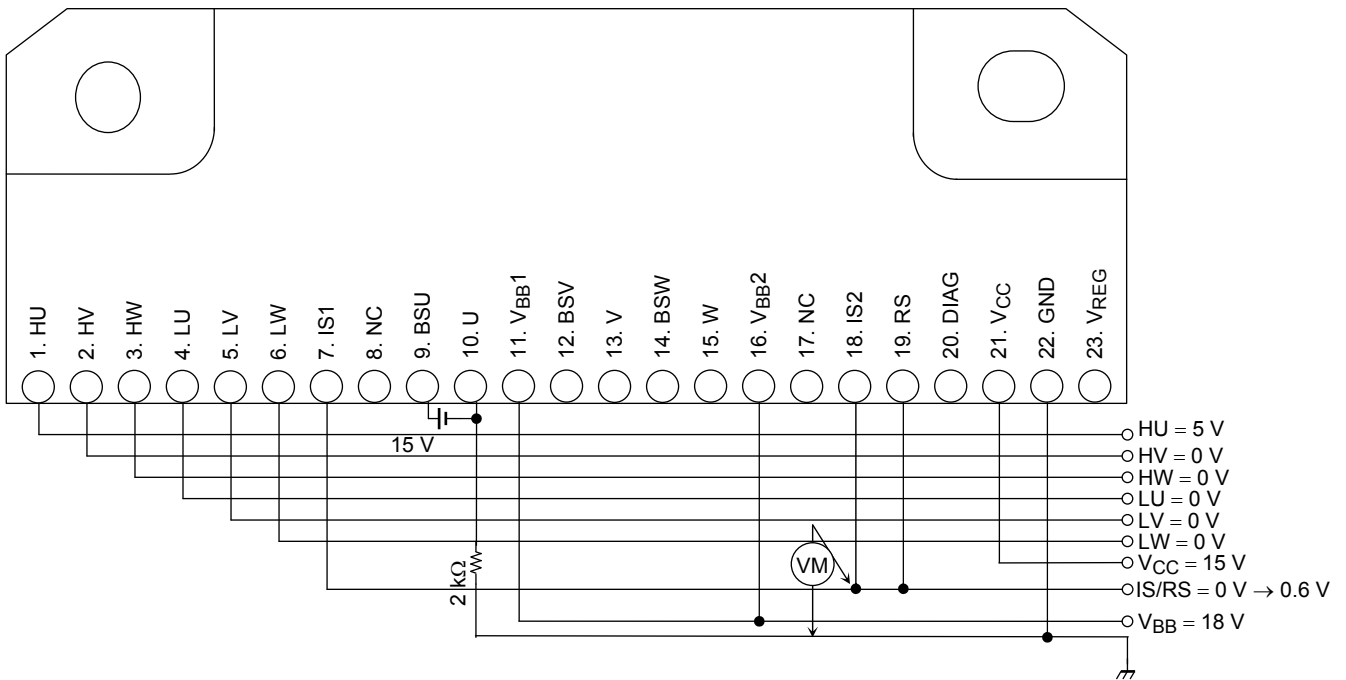 1. HU
2. HV
3. HW
4. LU
5. LV
6. LW
7. IS1
8. NC
9. BSU
10. U
11. VBB1
12. BSV
13. V
14. BSW
15. W
16. VBB2
17. NC
18. IS2
19. RS
20. DIAG
21. VCC
22. GND
23. VREG
15 V
HU = 5 V
HV = 0 V
HW = 0 V
LU = 0 V
LV = 0 V
LW = 0 V
VCC = 15 V
2 kΩ
VM
IS/RS = 0 V → 0.6 V
VBB = 18 V